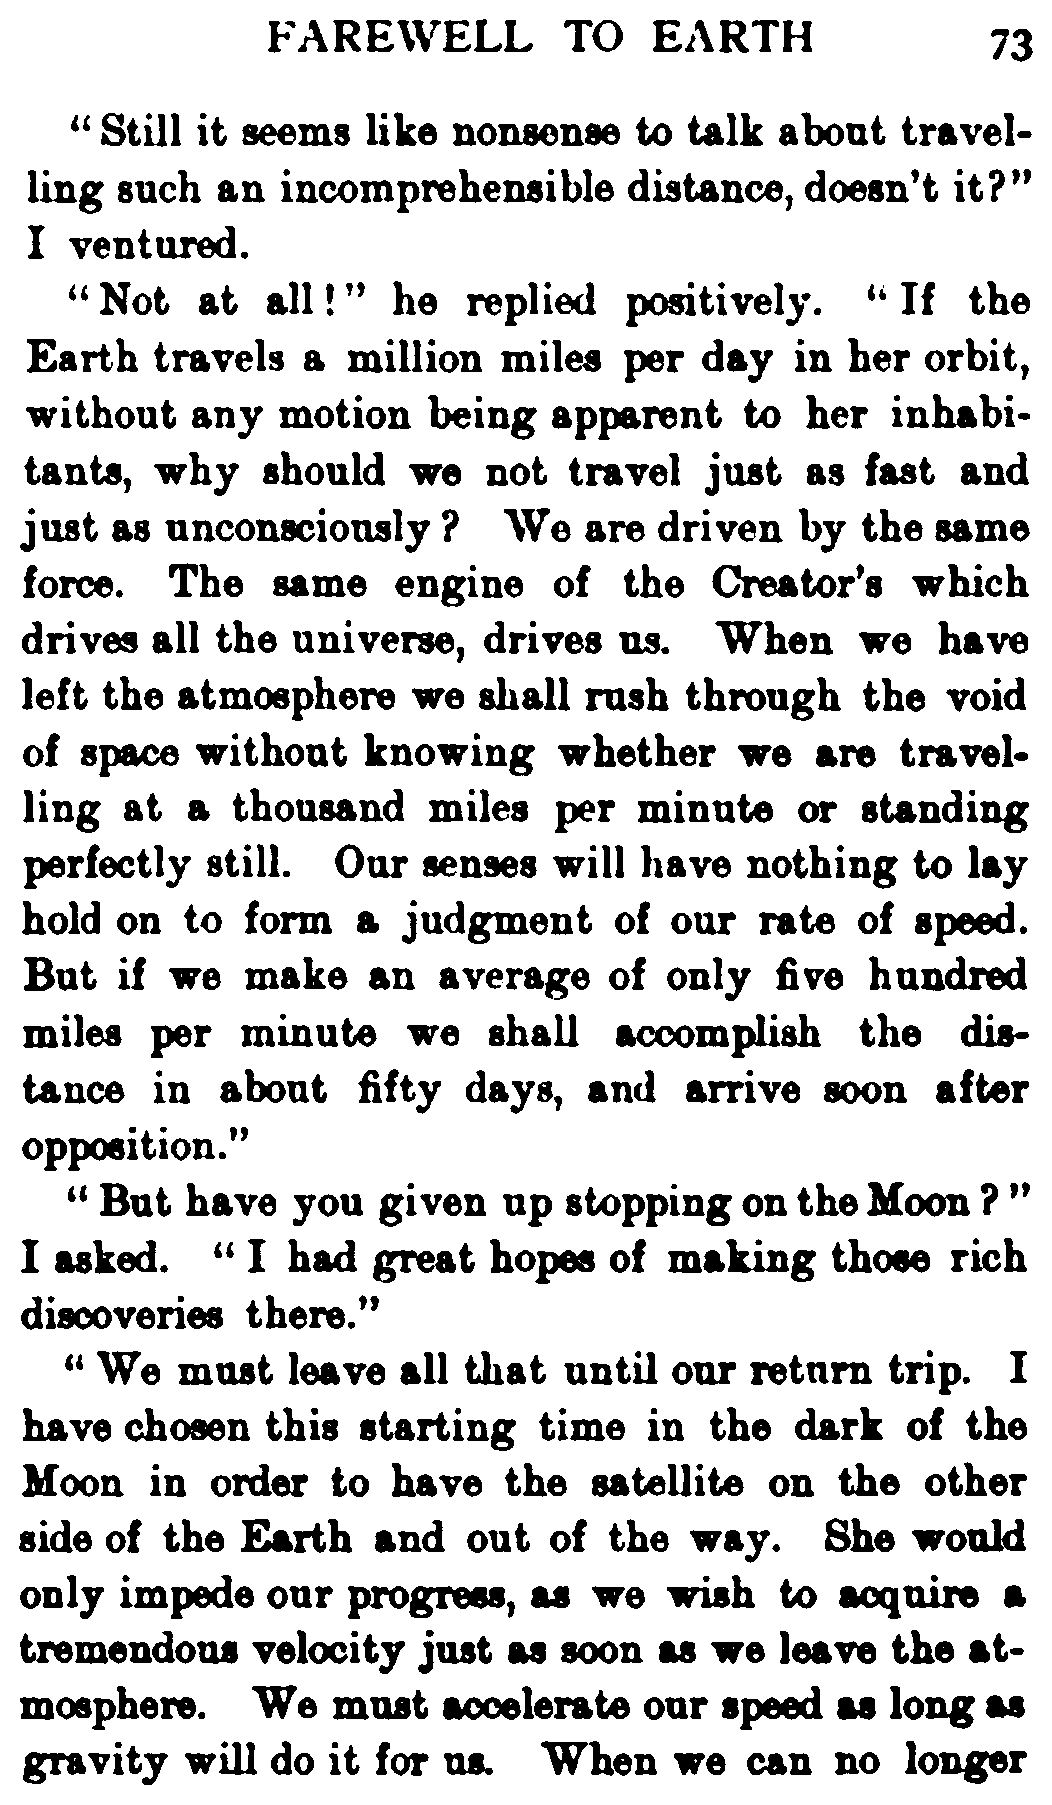 FAREWELL TO EARTH 73
"Still it seems like nonsense to talk about travel-
ling such an incomprehensible distance, doesn't it?"
I ventured.
"Not at all!" he replied positively. "If the
Earth travels a million miles per day in her orbit,
without any motion being apparent to her inhabi-
tants, why should we not travel just as fast and
just as unconsciously? We are driven by the same
force. The same engine of the Creator's which
drives all the universe, drives us. When we have
left the atmosphere we shall rush through the void
of space without knowing whether we are travel-
ling at a thousand miles per minute or standing
perfectly still. Our senses will have nothing to lay
hold on to form a judgment of our rate of speed.
But if we make an average of only five hundred
miles per minute we shall accomplish the dis-
tance in about fifty days, and arrive soon after
opposition."
"But have you given up stopping on the Moon?"
I asked. "I had great hopes of making those rich
discoveries there."
"We must leave all that until our return trip. I
have chosen this starting time in the dark of the
Moon in order to have the satellite on the other
side of the Earth and out of the way. She would
only impede our progress, as we wish to acquire a
tremendous velocity just as soon as we leave the at-
mosphere. We must accelerate our speed as long as
gravity will do it for us. When we can no longer